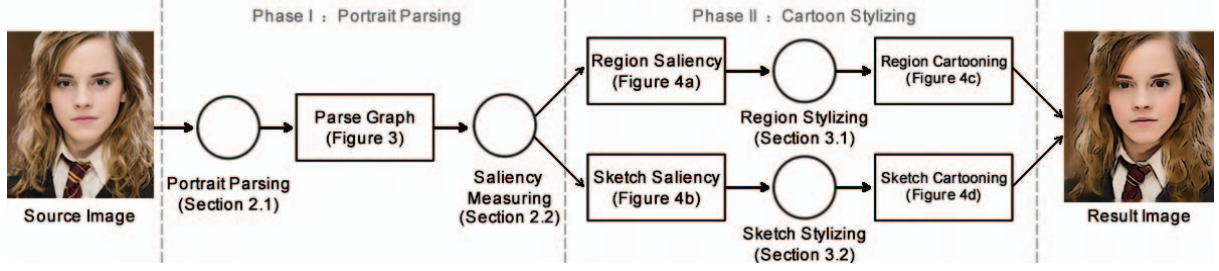 Phase I : Portrait Parsing
Phase II : Cartoon Stylizing
Source Image
Portrait Parsing
(Section 2.1)
Parse Graph
(Figure 3)
Saliency
Measuring
(Section 2.2)
Region Saliency
(Figure 4a)
Region Stylizing
(Section 3.1)
Region Cartooning
(Figure 4c)
Sketch Saliency
(Figure 4b)
Sketch Stylizing
(Section 3.2)
Sketch Cartooning
(Figure 4d)
Result Image